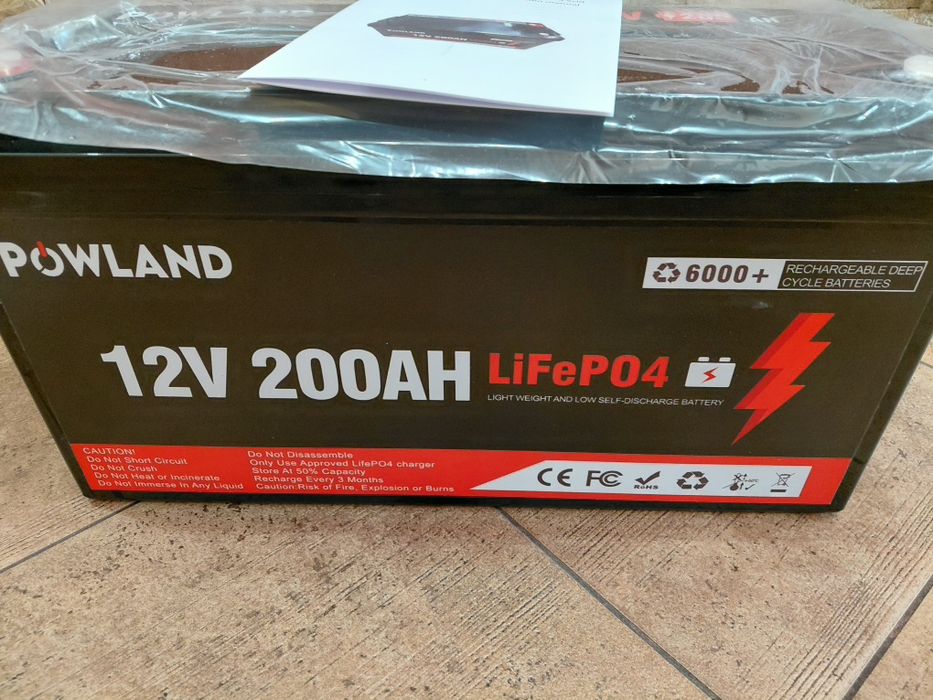 POWLAND
6000+
RECHARGEABLE DEEP
CYCLE BATTERIES
12V 200AH LiFePO4
LIGHT WEIGHT AND LOW SELF-DISCHARGE BATTERY
CAUTION!
Do Not Short Circuit
Do Not Crush
Do Not Heat or Incinerate
Do Not Immerse in Any Liquid
Do Not Disassemble
Only Use Approved LifePO4 charger
Store At 50% Capacity
Recharge Every 3 Months
Caution:Risk of Fire, Explosion or Burns
CE FC RoHS